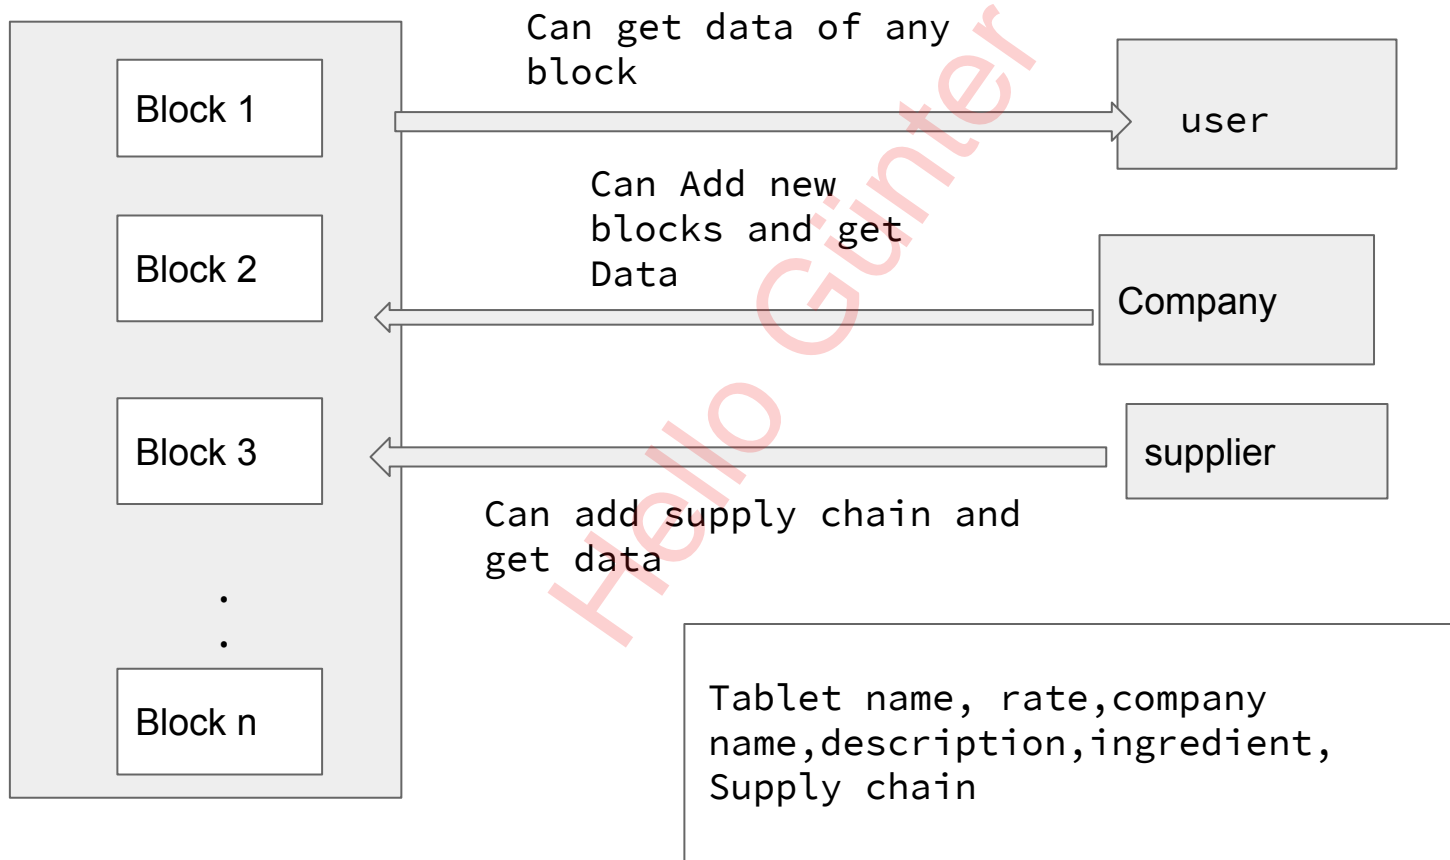 Can get data of any
block
Block 1
user
Can Add new
blocks and get
Data
Block 2
Company
Block 3
supplier
Can add supply chain and
get data
.
.
Block n
Tablet name, rate,company
name,description,ingredient,
Supply chain
Hello Günter